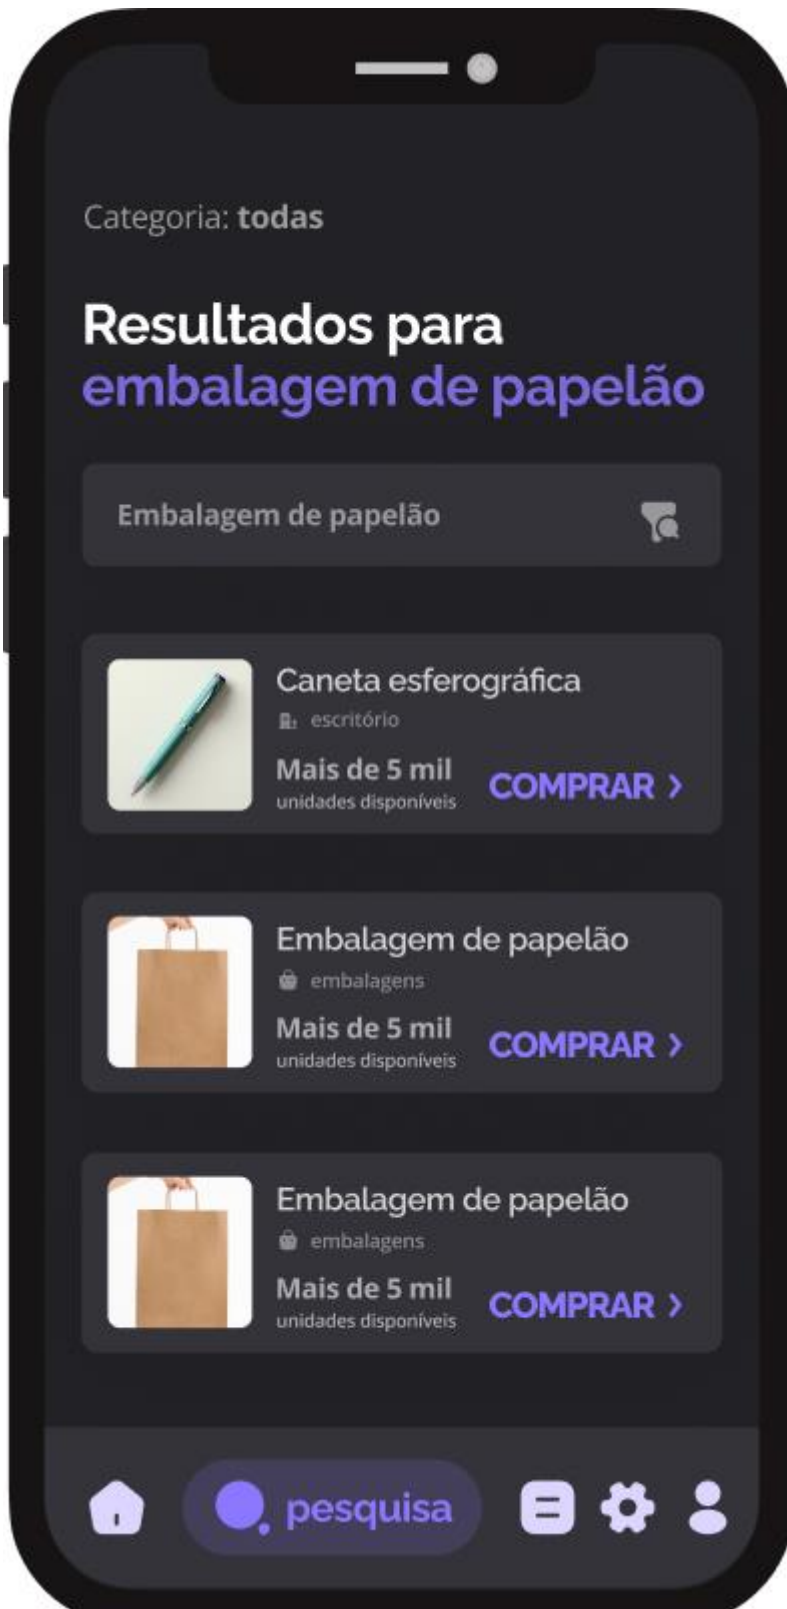 Categoria: todas
Resultados para
embalagem de papelão
Embalagem de papelão
Caneta esferográfica
escritório
Mais de 5 mil
unidades disponíveis
COMPRAR >
Embalagem de papelão
embalagens
Mais de 5 mil
unidades disponíveis
COMPRAR >
Embalagem de papelão
embalagens
Mais de 5 mil
unidades disponíveis
COMPRAR >
pesquisa